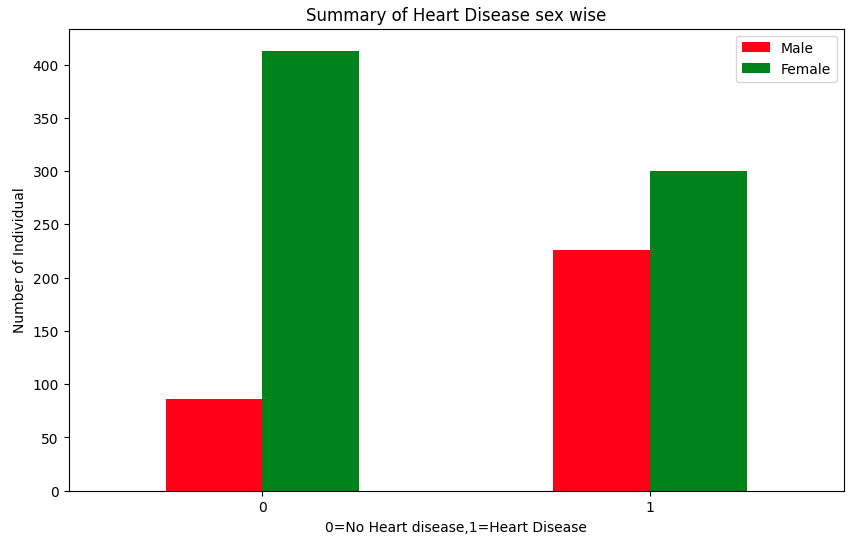 Summary of Heart Disease sex wise
Male
Female
Number of Individual
400
350
300
250
200
150
100
50
0
0
1
0=No Heart disease,1=Heart Disease